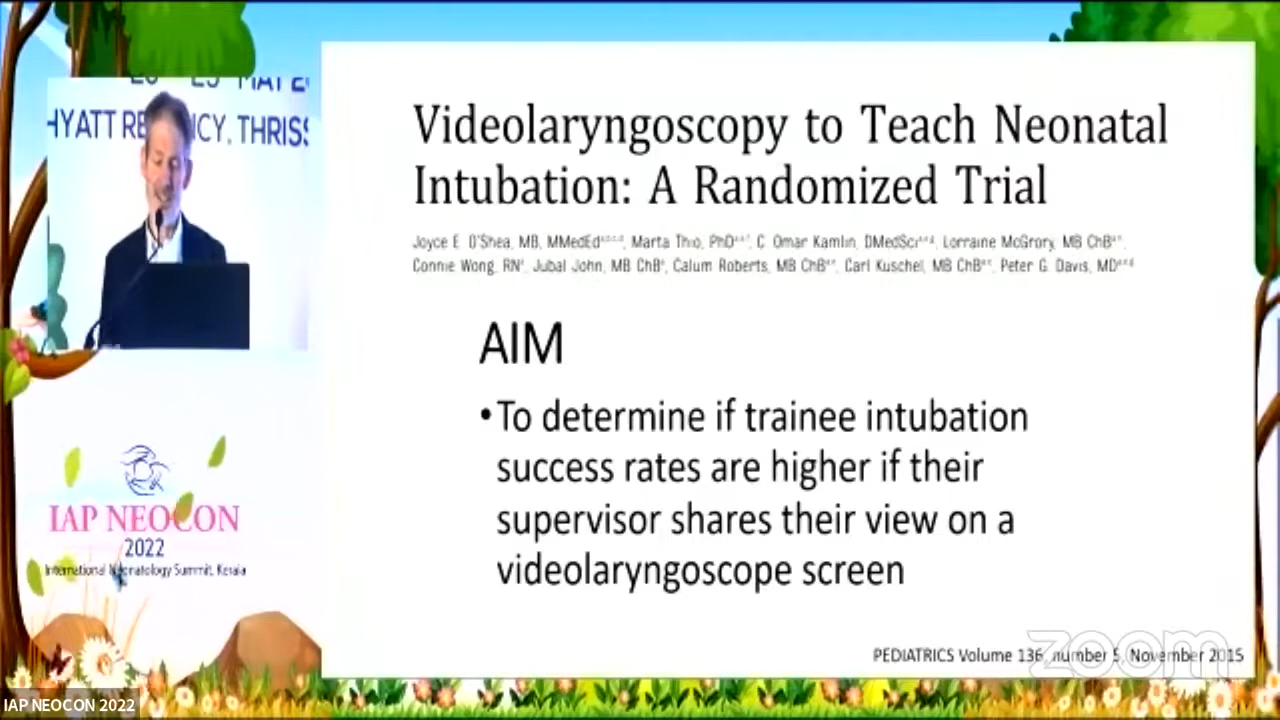 HYATT RE CY, THRISS
IAP NEOCON
2022
International Neonatology Summit, Kerala
Videolaryngoscopy to Teach Neonatal
Intubation: A Randomized Trial
Joyce E. O'Shea, MB, MMedEd, Marta Thio, PhD, C. Omar Kamlin, DMedSci, Lorraine McGrory, MB ChB,
Connie Wong, RN, Jubal John, MB ChB, Calum Roberts, MB ChB, Carl Kuschel, MB ChB, Peter G. Davis, MD
AIM
•To determine if trainee intubation
success rates are higher if their
supervisor shares their view on a
videolaryngoscope screen
PEDIATRICS Volume 136, number 5, November 2015
zoom
IAP NEOCON 2022